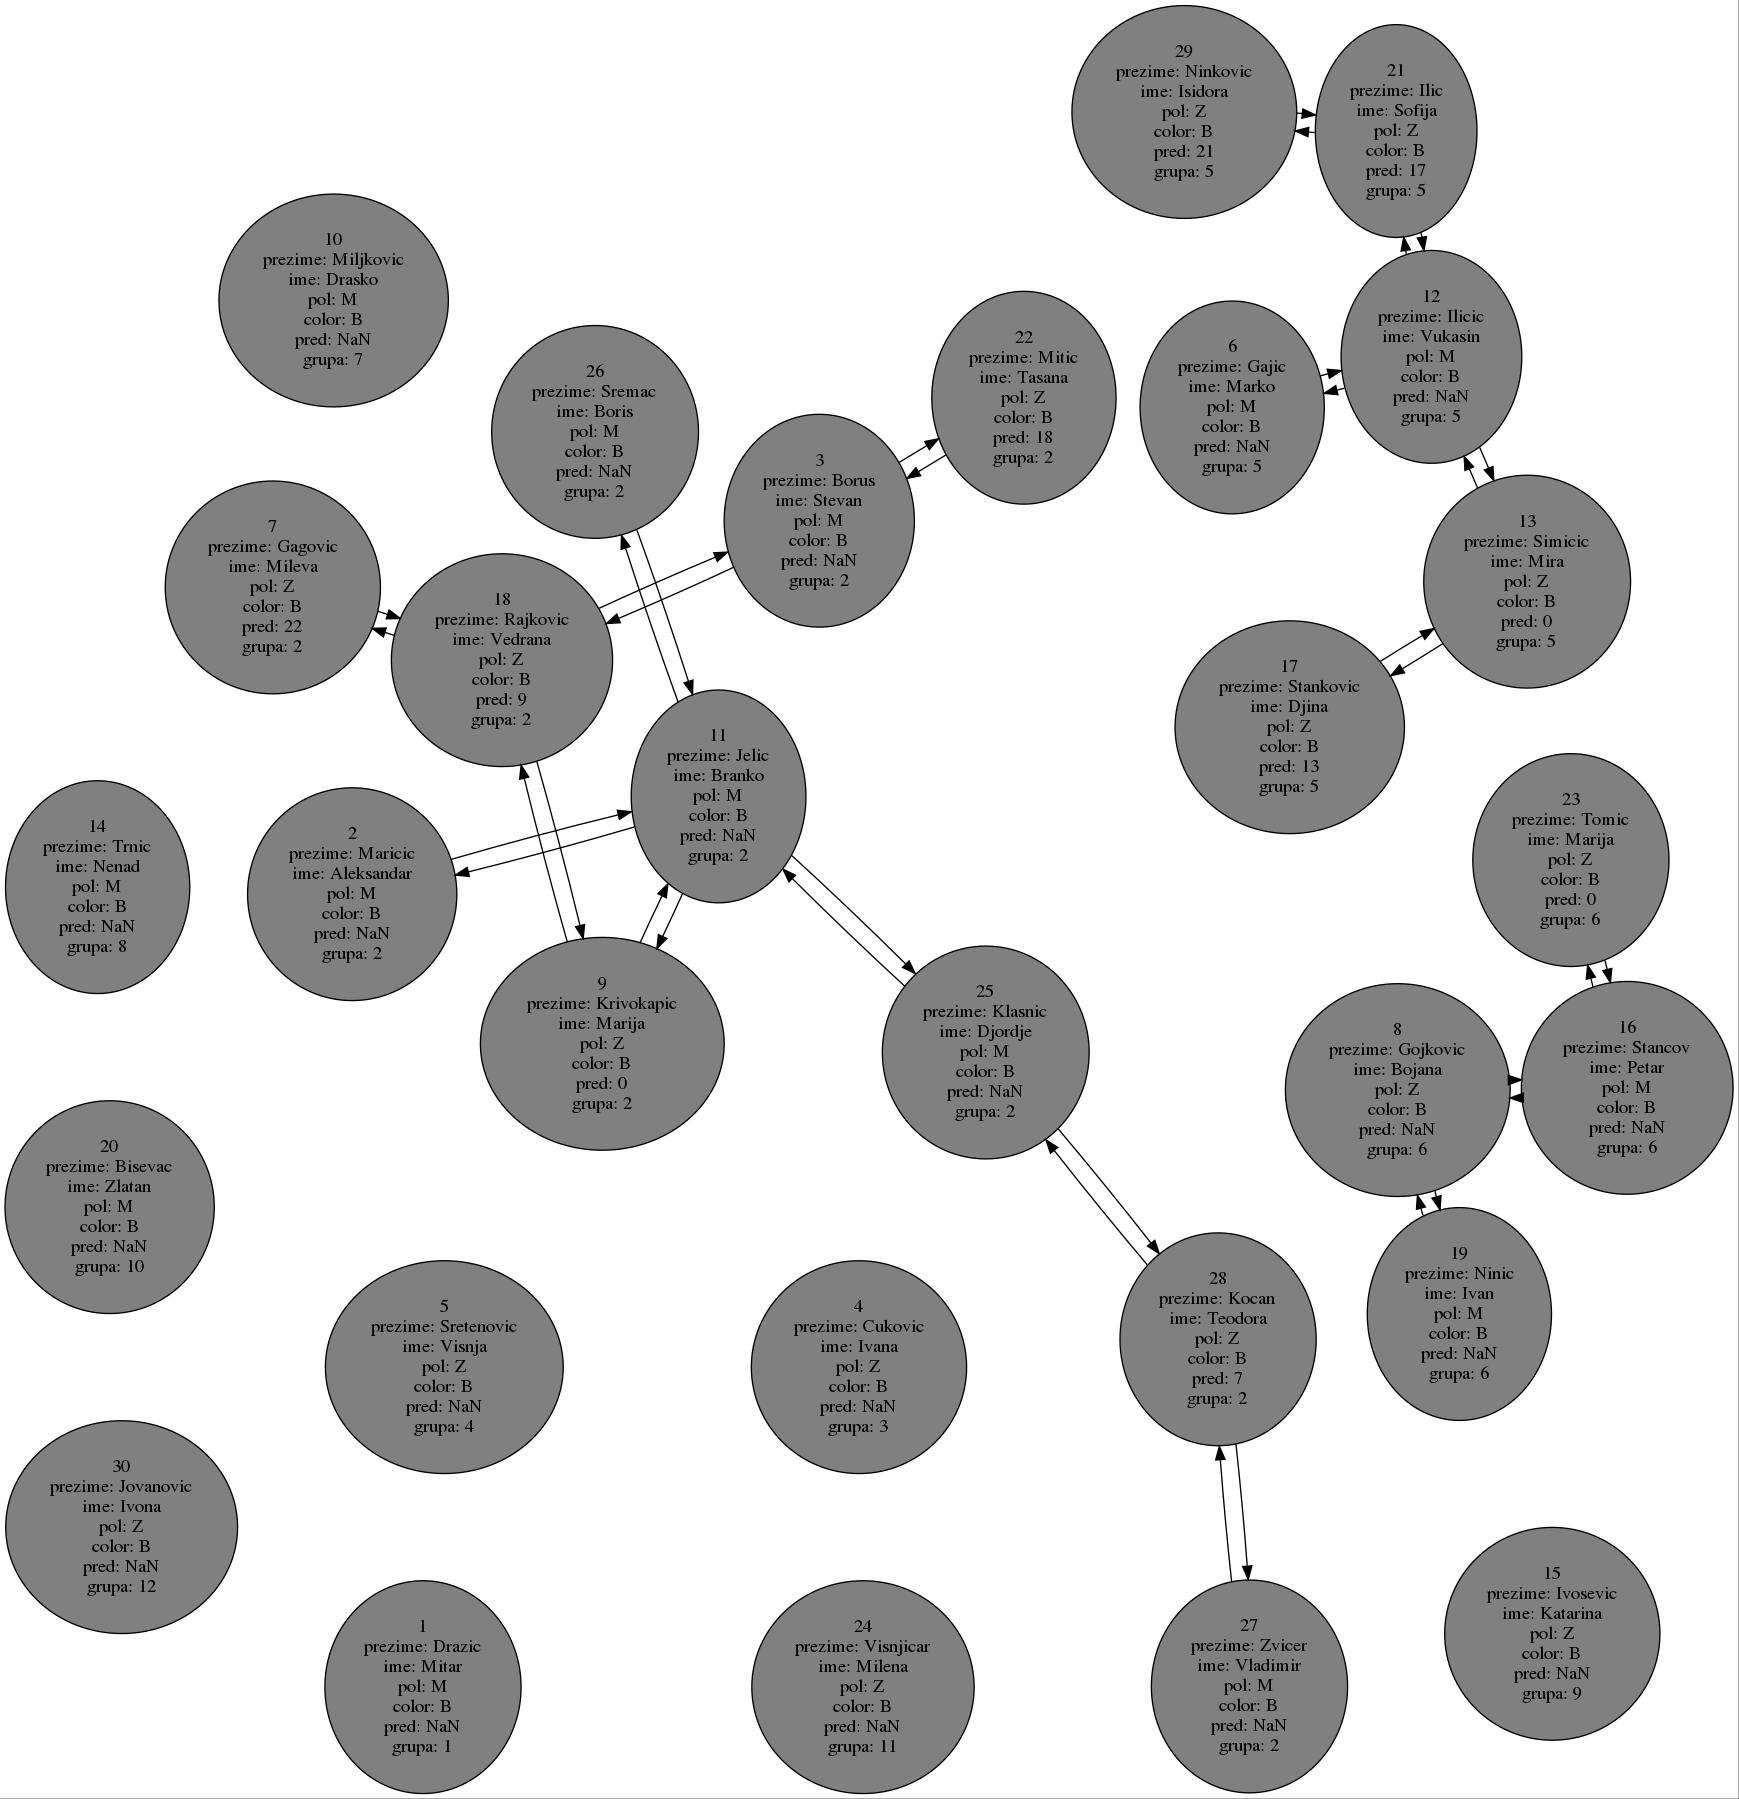 29
prezime: Ninkovic
ime: Isidora
pol: Z
color: B
pred: 21
grupa: 5
21
prezime: Ilic
ime: Sofija
pol: Z
color: B
pred: 17
grupa: 5
10
prezime: Miljkovic
ime: Drasko
pol: M
color: B
pred: NaN
grupa: 7
12
prezime: Ilicic
ime: Vukasin
pol: M
color: B
pred: NaN
grupa: 5
22
prezime: Mitic
ime: Tasana
pol: Z
color: B
pred: 18
grupa: 2
6
prezime: Gajic
ime: Marko
pol: M
color: B
pred: NaN
grupa: 5
26
prezime: Sremac
ime: Boris
pol: M
color: B
pred: NaN
grupa: 2
3
prezime: Borus
ime: Stevan
pol: M
color: B
pred: NaN
grupa: 2
7
prezime: Gagovic
ime: Mileva
pol: Z
color: B
pred: 22
grupa: 2
13
prezime: Simicic
ime: Mira
pol: Z
color: B
pred: 0
grupa: 5
18
prezime: Rajkovic
ime: Vedrana
pol: Z
color: B
pred: 9
grupa: 2
17
prezime: Stankovic
ime: Djina
pol: Z
color: B
pred: 13
grupa: 5
11
prezime: Jelic
ime: Branko
pol: M
color: B
pred: NaN
grupa: 2
23
prezime: Tomic
ime: Marija
pol: Z
color: B
pred: 0
grupa: 6
14
prezime: Trnic
ime: Nenad
pol: M
color: B
pred: NaN
grupa: 8
2
prezime: Maricic
ime: Aleksandar
pol: M
color: B
pred: NaN
grupa: 2
9
prezime: Krivokapic
ime: Marija
pol: Z
color: B
pred: 0
grupa: 2
25
prezime: Klasnic
ime: Djordje
pol: M
color: B
pred: NaN
grupa: 2
8
prezime: Gojkovic
ime: Bojana
pol: Z
color: B
pred: NaN
grupa: 6
16
prezime: Stancov
ime: Petar
pol: M
color: B
pred: NaN
grupa: 6
20
prezime: Bisevac
ime: Zlatan
pol: M
color: B
pred: NaN
grupa: 10
28
prezime: Kocan
ime: Teodora
pol: Z
color: B
pred: 7
grupa: 2
19
prezime: Ninic
ime: Ivan
pol: M
color: B
pred: NaN
grupa: 6
5
prezime: Sretenovic
ime: Visnja
pol: Z
color: B
pred: NaN
grupa: 4
4
prezime: Cukovic
ime: Ivana
pol: Z
color: B
pred: NaN
grupa: 3
30
prezime: Jovanovic
ime: Ivona
pol: Z
color: B
pred: NaN
grupa: 12
1
prezime: Drazic
ime: Mitar
pol: M
color: B
pred: NaN
grupa: 1
24
prezime: Visnjicar
ime: Milena
pol: Z
color: B
pred: NaN
grupa: 11
27
prezime: Zvicer
ime: Vladimir
pol: M
color: B
pred: NaN
grupa: 2
15
prezime: Ivosevic
ime: Katarina
pol: Z
color: B
pred: NaN
grupa: 9